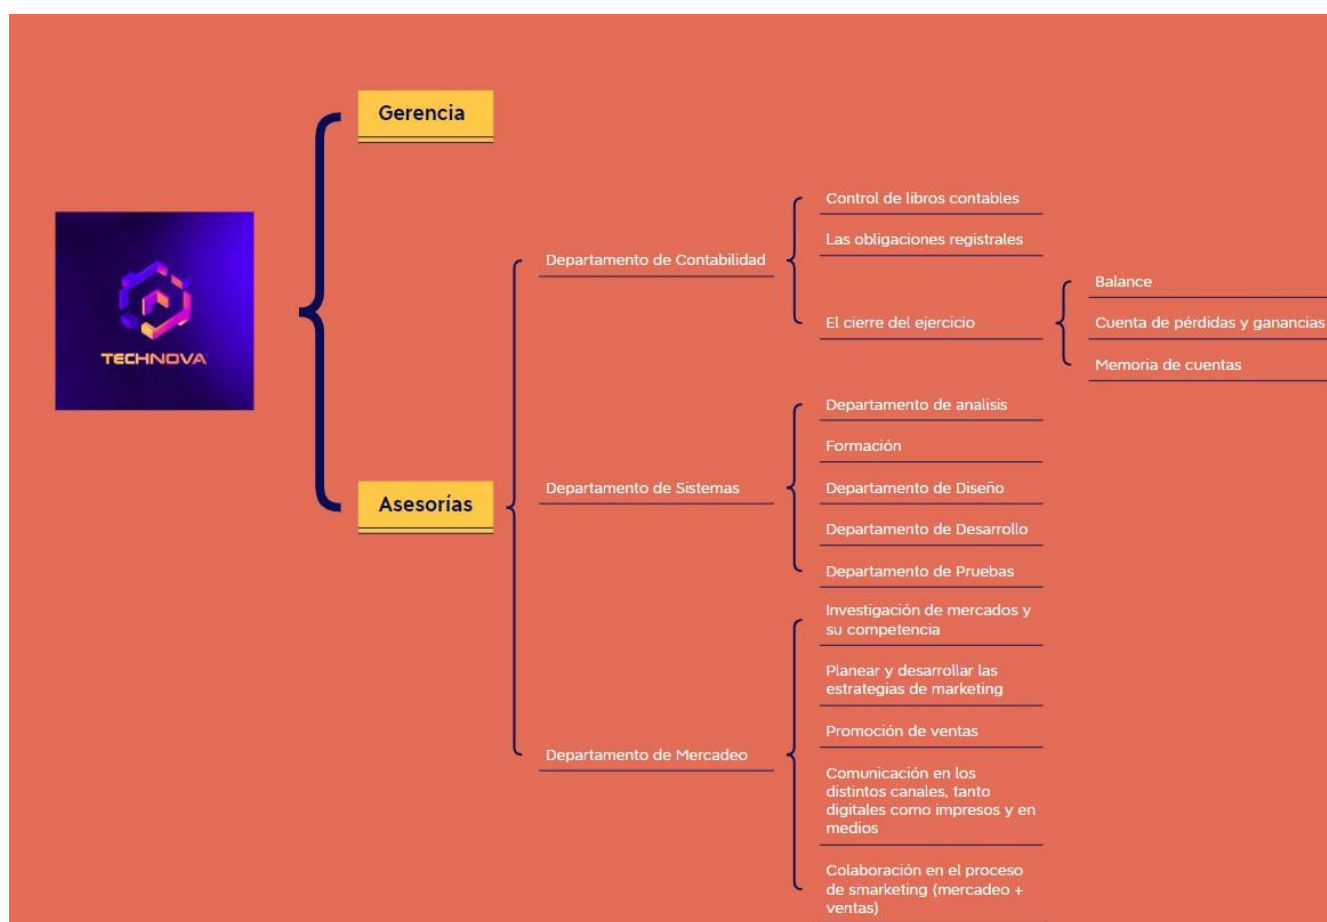 TECHNOVA
Gerencia
Asesorías
Departamento de Contabilidad
Control de libros contables
Las obligaciones registrales
El cierre del ejercicio
Balance
Cuenta de pérdidas y ganancias
Memoria de cuentas
Departamento de Sistemas
Departamento de analisis
Formación
Departamento de Diseño
Departamento de Desarrollo
Departamento de Pruebas
Departamento de Mercadeo
Investigación de mercados y
su competencia
Planear y desarrollar las
estrategias de marketing
Promoción de ventas
Comunicación en los
distintos canales, tanto
digitales como impresos y en
medios
Colaboración en el proceso
de smarketing (mercadeo +
ventas)